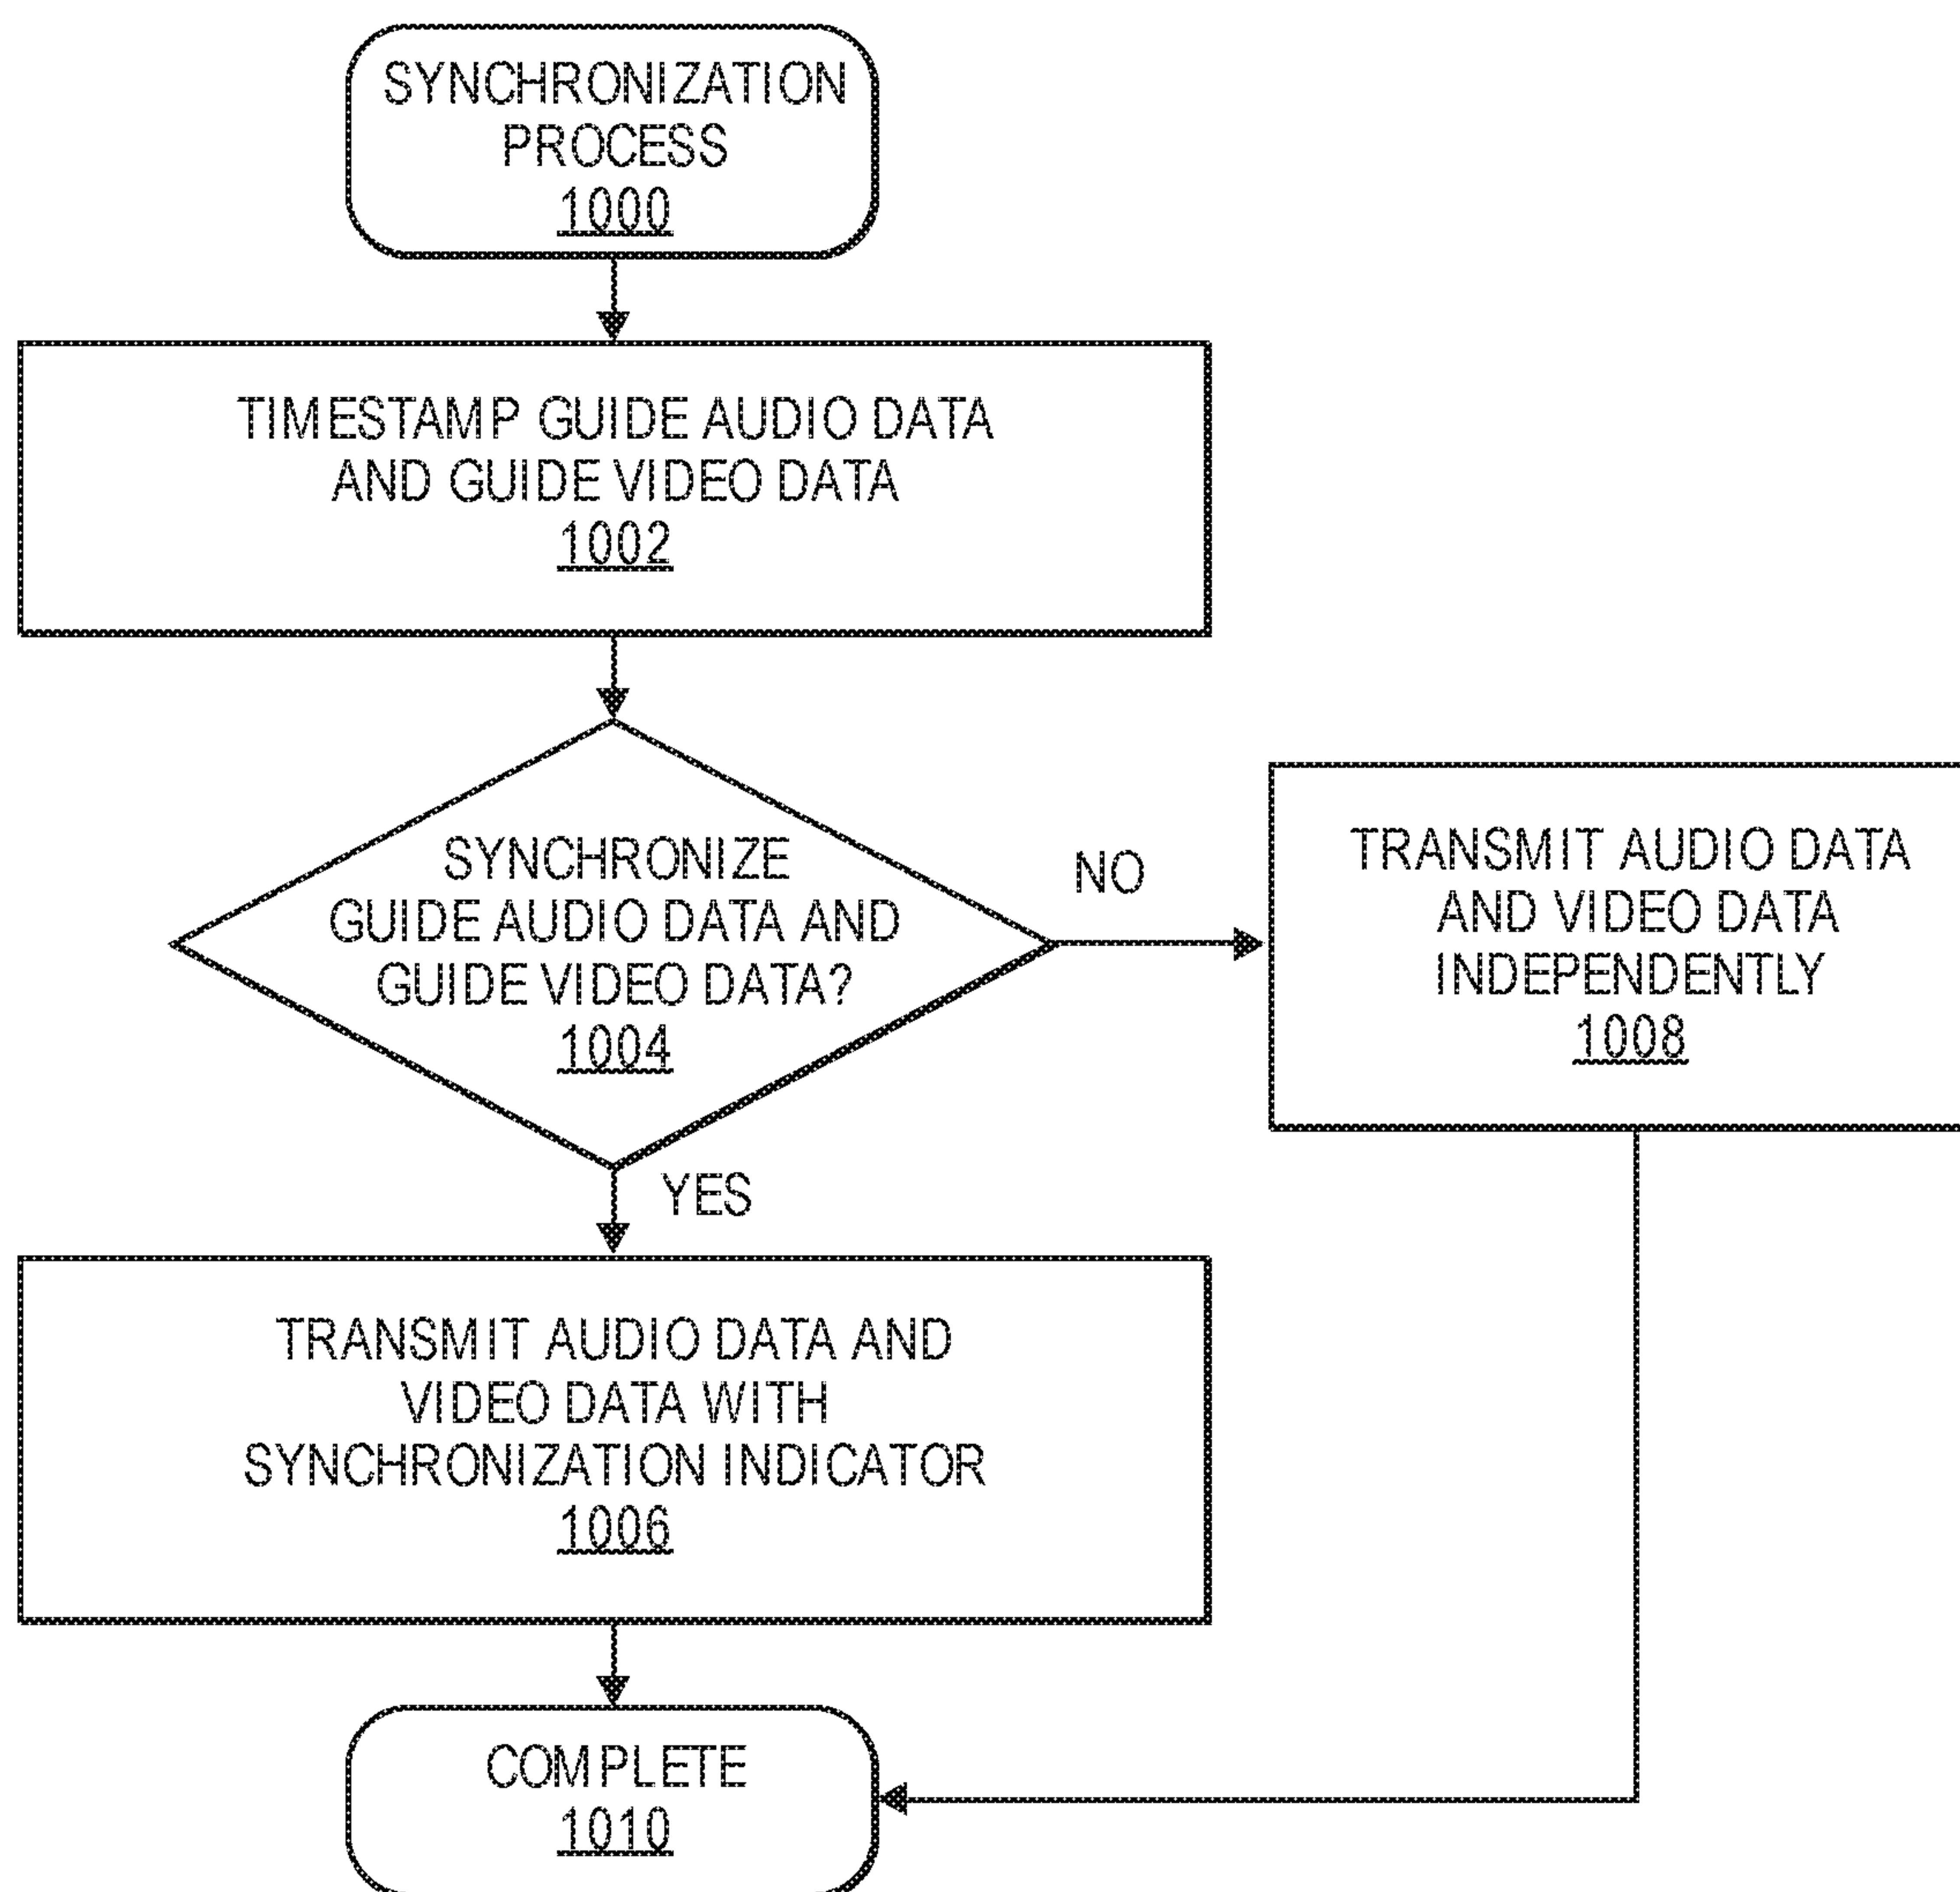 SYNCHRONIZATION
PROCESS
1000
TIMESTAMP GUIDE AUDIO DATA
AND GUIDE VIDEO DATA
1002
SYNCHRONIZE
GUIDE AUDIO DATA AND
GUIDE VIDEO DATA?
1004
NO
TRANSMIT AUDIO DATA
AND VIDEO DATA
INDEPENDENTLY
1008
YES
TRANSMIT AUDIO DATA AND
VIDEO DATA WITH
SYNCHRONIZATION INDICATOR
1006
COMPLETE
1010